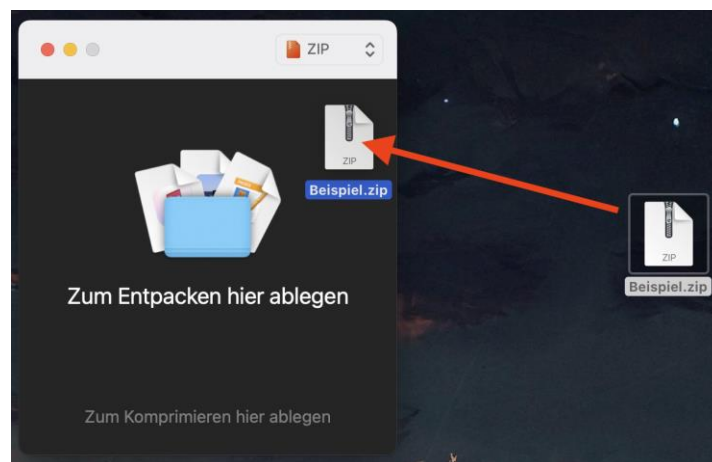 ZIP
ZIP
Beispiel.zip
ZIP
Beispiel.zip
Zum Entpacken hier ablegen
Zum Komprimieren hier ablegen